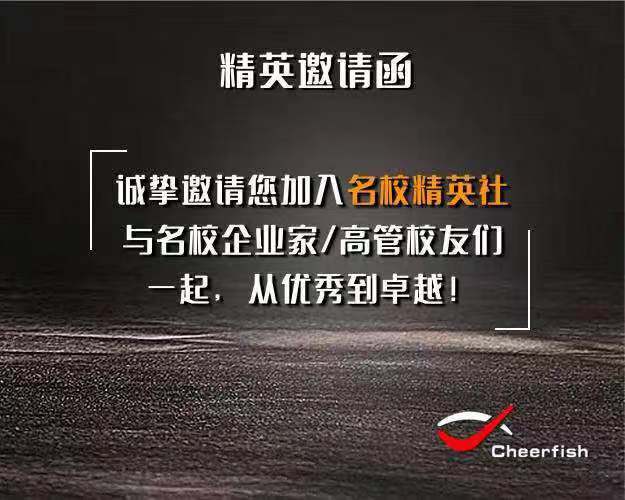 精英邀请函
诚挚邀请您加入名校精英社
与名校企业家/高管校友们
一起，从优秀到卓越！
Cheerfish